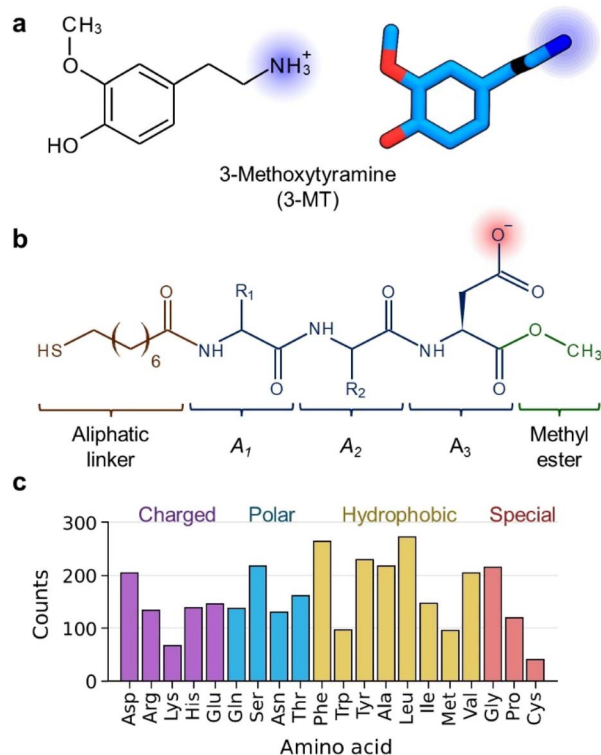 a
CH₃
O
HO
NH₃⁺
3-Methoxytyramine
(3-MT)
b
O⁻
O
O
R₁
O
HS
6
NH
NH
NH
O
CH₃
O
R₂
O
Aliphatic
linker
A₁
A₂
A₃
Methyl
ester
c
Charged
Polar
Hydrophobic
Special
300
200
100
0
Counts
Asp
Arg
Lys
His
Glu
Gln
Ser
Asn
Thr
Phe
Trp
Tyr
Ala
Leu
Ile
Met
Val
Gly
Pro
Cys
Amino acid